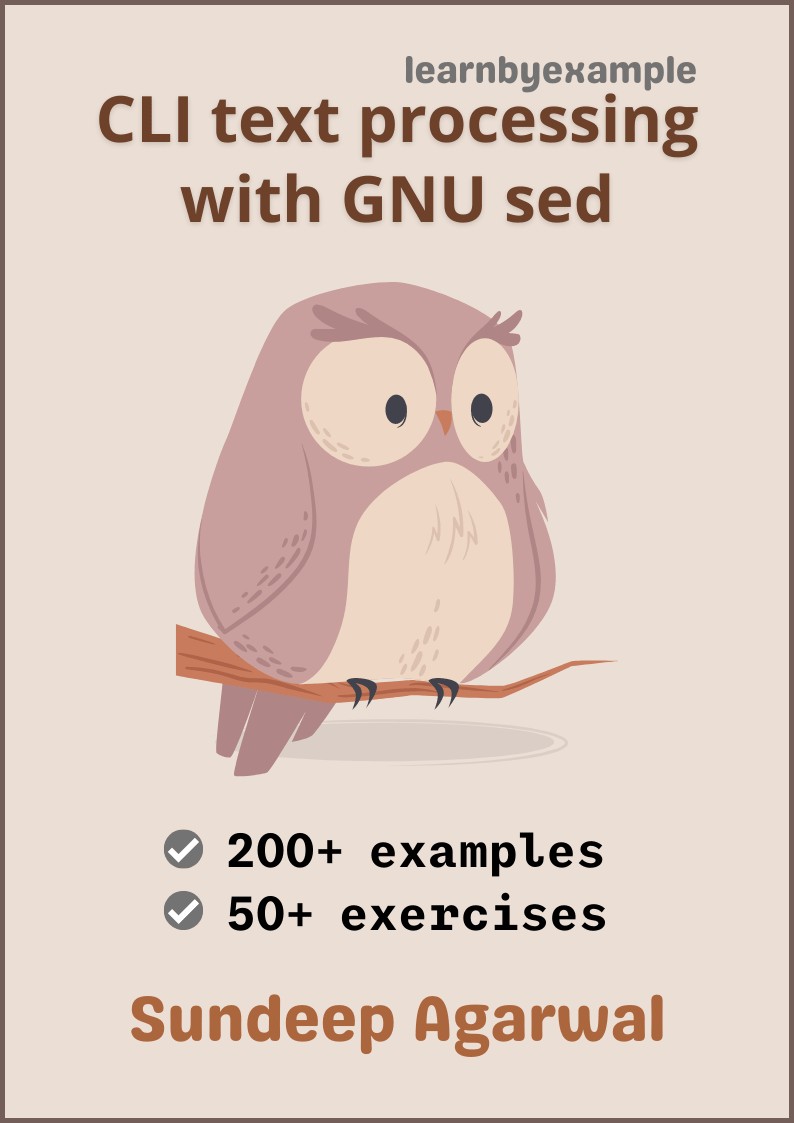 learnbyexample
CLI text processing
with GNU sed
200+ examples
50+ exercises
Sundeep Agarwal